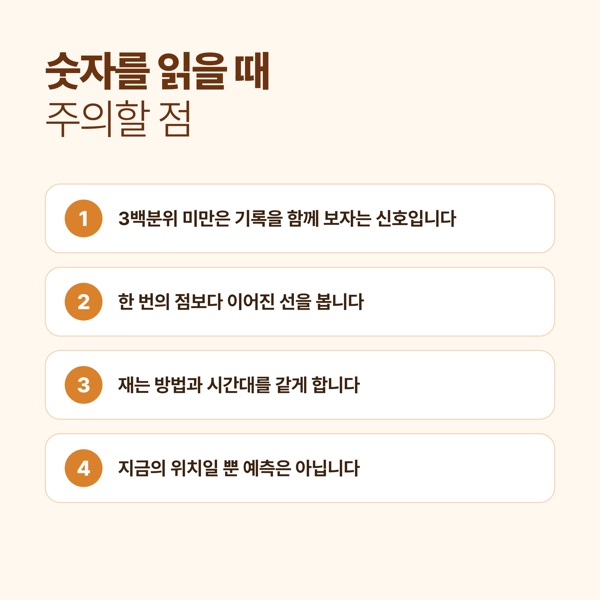 숫자를 읽을 때
주의할 점
1 3백분위 미만은 기록을 함께 보자는 신호입니다
2 한 번의 점보다 이어진 선을 봅니다
3 재는 방법과 시간대를 같게 합니다
4 지금의 위치일 뿐 예측은 아닙니다